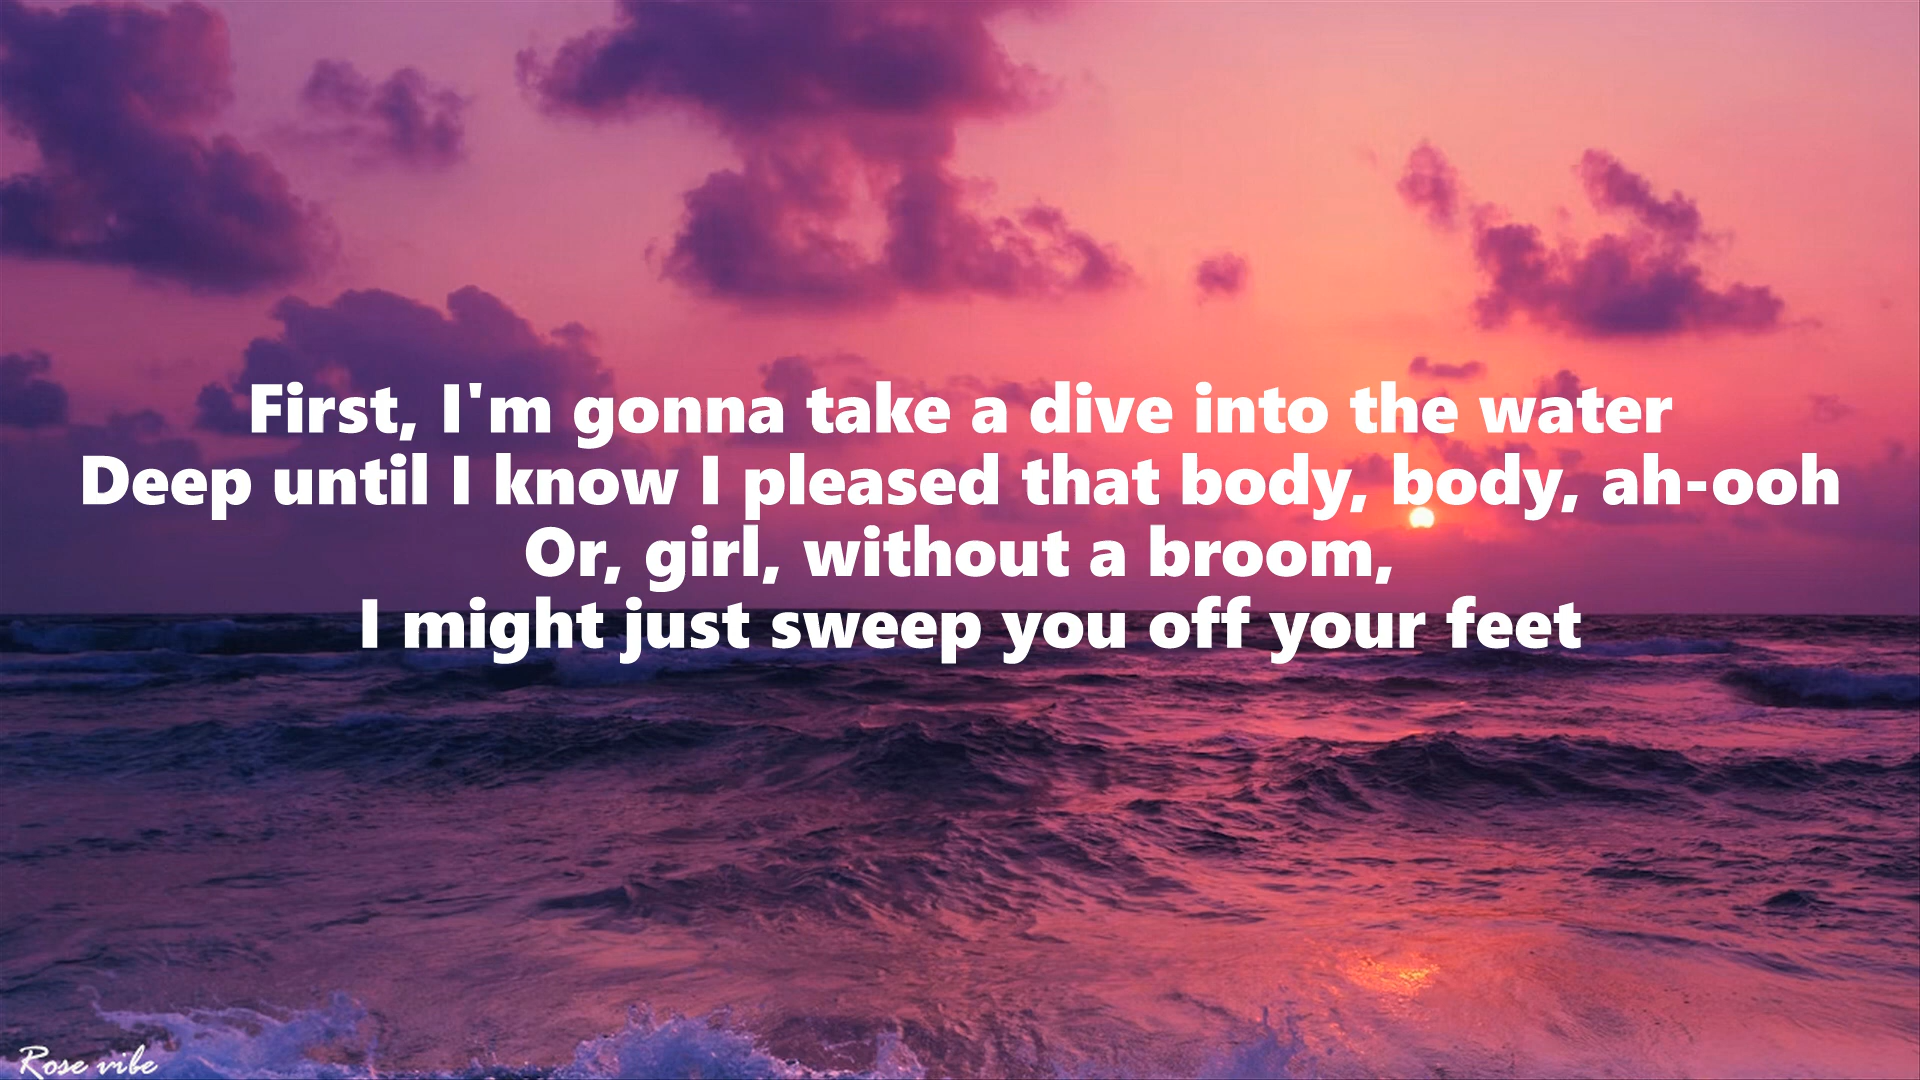 First, I'm gonna take a dive into the water
Deep until I know I pleased that body, body, ah-ooh
Or, girl, without a broom,
I might just sweep you off your feet
Rose vibe